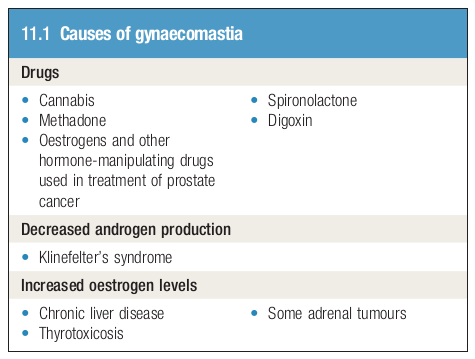 11.1 Causes of gynaecomastia
Drugs
• Cannabis
• Methadone
• Oestrogens and other
hormone-manipulating drugs
used in treatment of prostate
cancer
• Spironolactone
• Digoxin
Decreased androgen production
• Klinefelter's syndrome
Increased oestrogen levels
• Chronic liver disease
• Thyrotoxicosis
• Some adrenal tumours